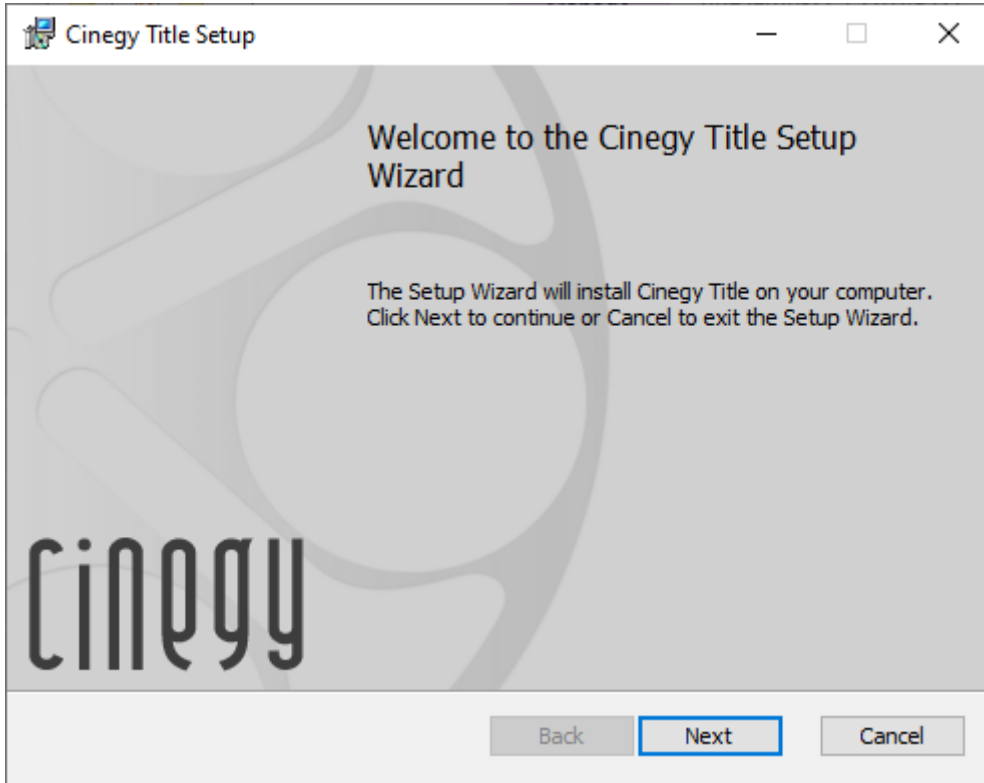 Cinegy Title Setup
Welcome to the Cinegy Title Setup
Wizard
The Setup Wizard will install Cinegy Title on your computer.
Click Next to continue or Cancel to exit the Setup Wizard.
cinegy
Back
Next
Cancel